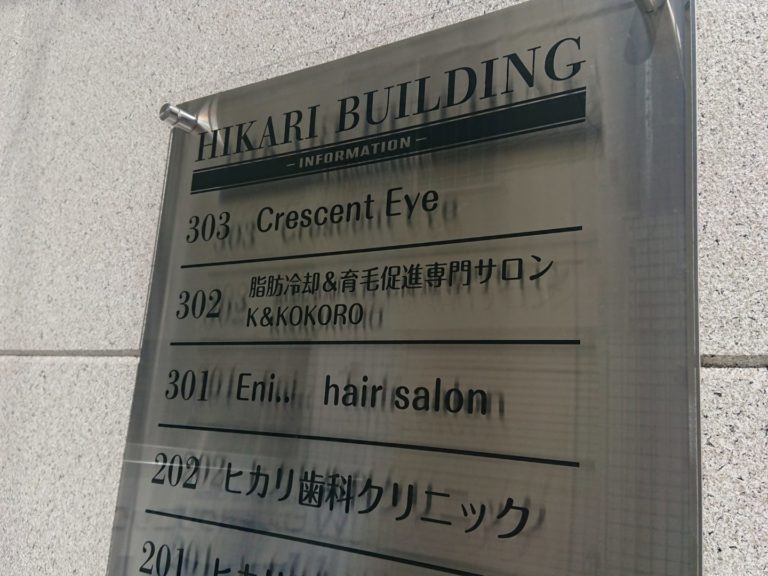 HIKARI BUILDING
- INFORMATION -
303 Crescent Eye
302 脂肪冷却&育毛促進専門サロン
K&KOKORO
301 Eni.. hair salon
202 ヒカリ歯科クリニック
201